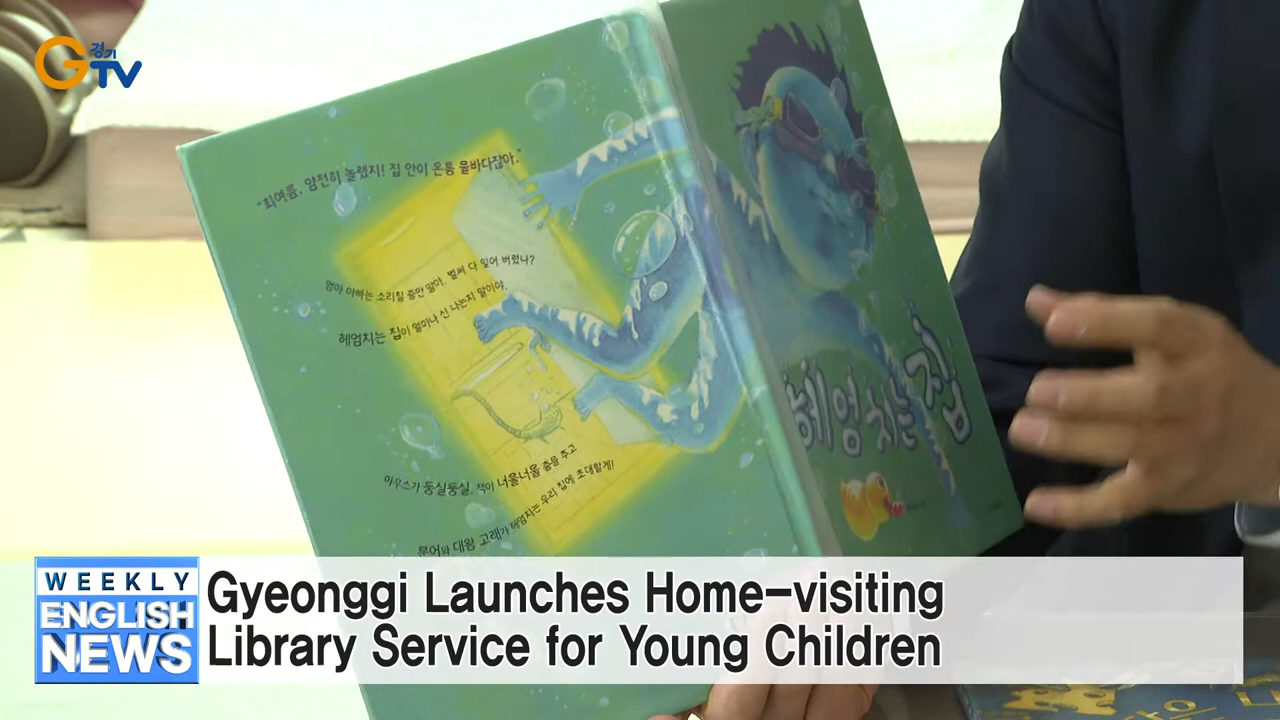 경기
GTV
"최여름, 얌전히 놀랬지! 집 안이 온통 물바다잖아."
엄마 아빠는 소리칠 줄만 알아. 벌써 다 잊어 버렸나?
헤엄치는 집이 얼마나 신 나는지 말이야.
마우스가 둥실둥실, 책이 너울너울 춤을 추고
문어와 대왕 고래가 헤엄치는 우리 집에 초대할게!
헤엄치는 집
WEEKLY
ENGLISH
NEWS
Gyeonggi Launches Home-visiting
Library Service for Young Children